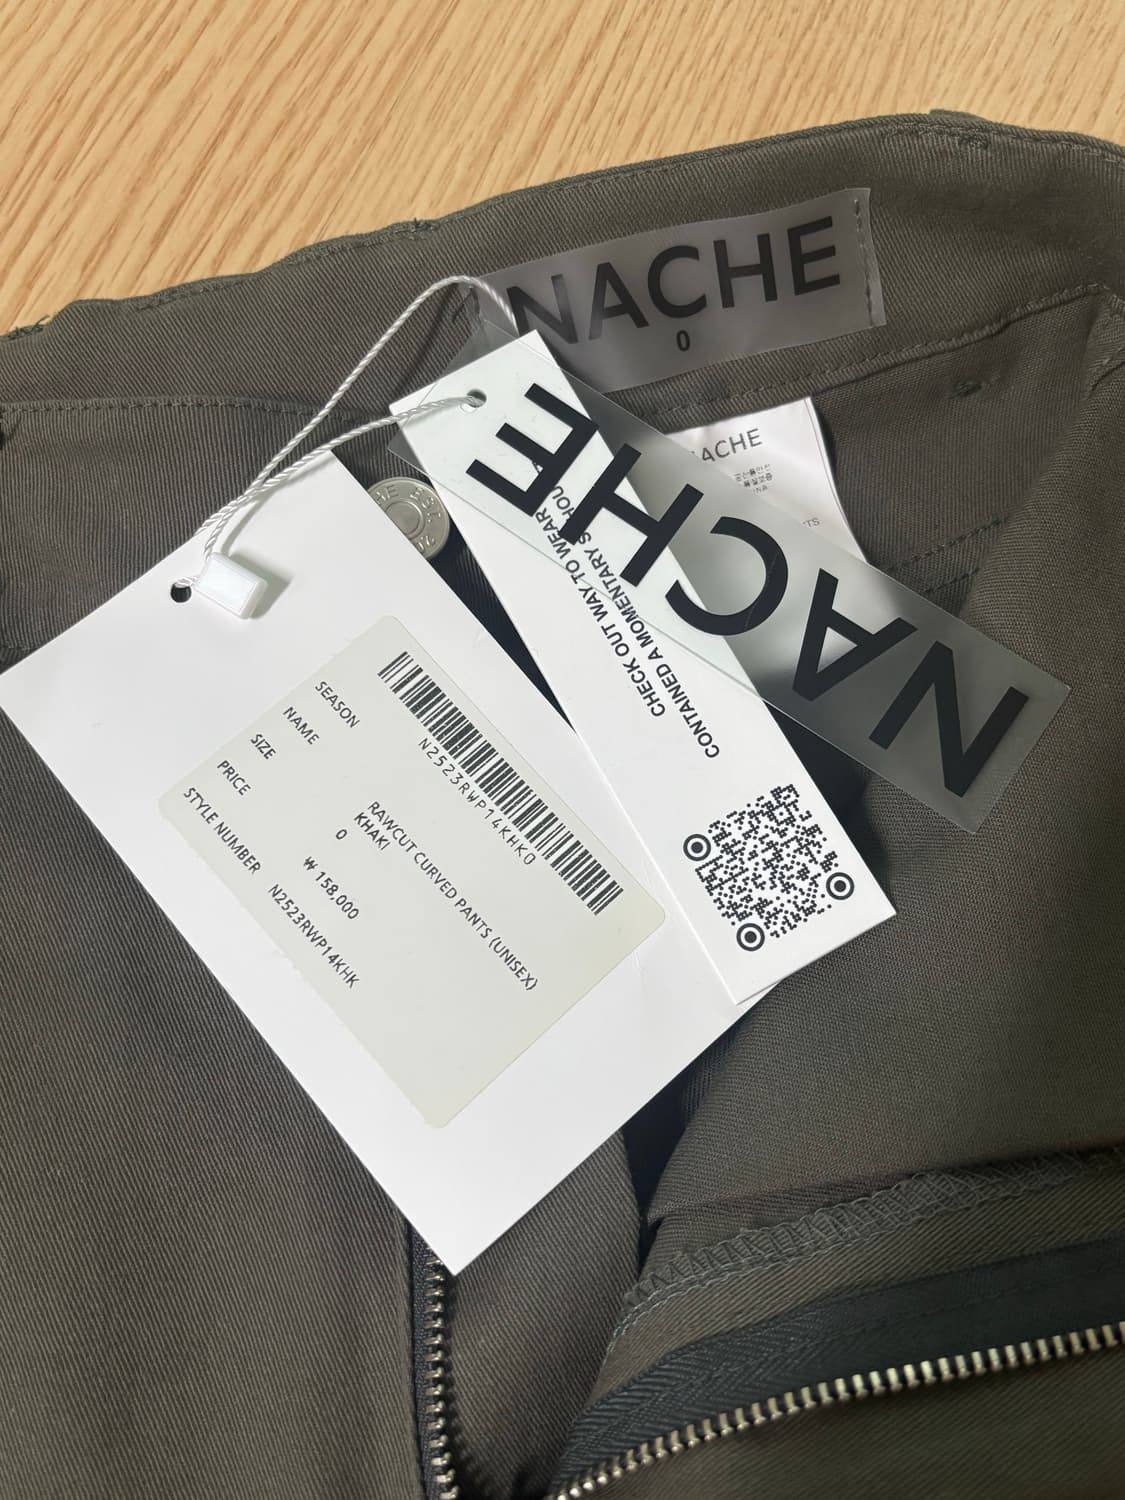 NACHE
0
NACHE
CHECK OUT WAY TO WEAR
CONTAINED A MOMENTARY
ACHE
SEASON
NAME RAWCUT CURVED PANTS (UNISEX)
KHAKI
SIZE 0
PRICE ₩ 158,000
STYLE NUMBER N2523RWP14KHK
N2523RWP14KHK0